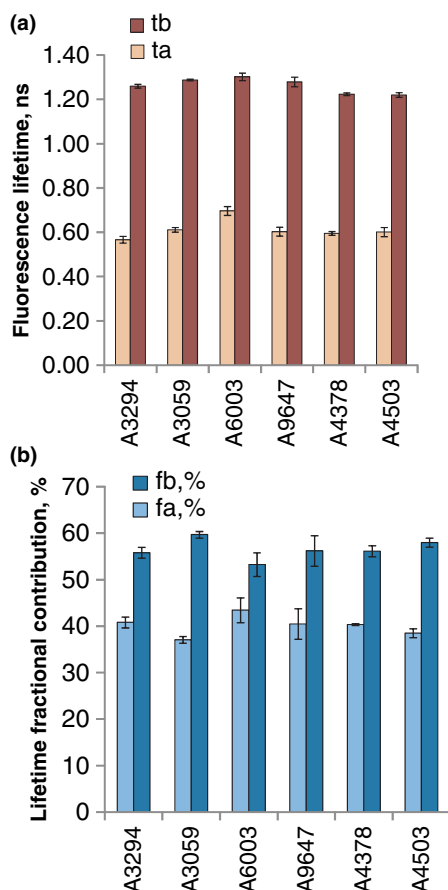 (a)
tb
ta
Fluorescence lifetime, ns
1.40
1.20
1.00
0.80
0.60
0.40
0.20
0.00
A3294
A3059
A6003
A9647
A4378
A4503
(b)
fb,%
fa,%
Lifetime fractional contribution, %
70
60
50
40
30
20
10
0
A3294
A3059
A6003
A9647
A4378
A4503